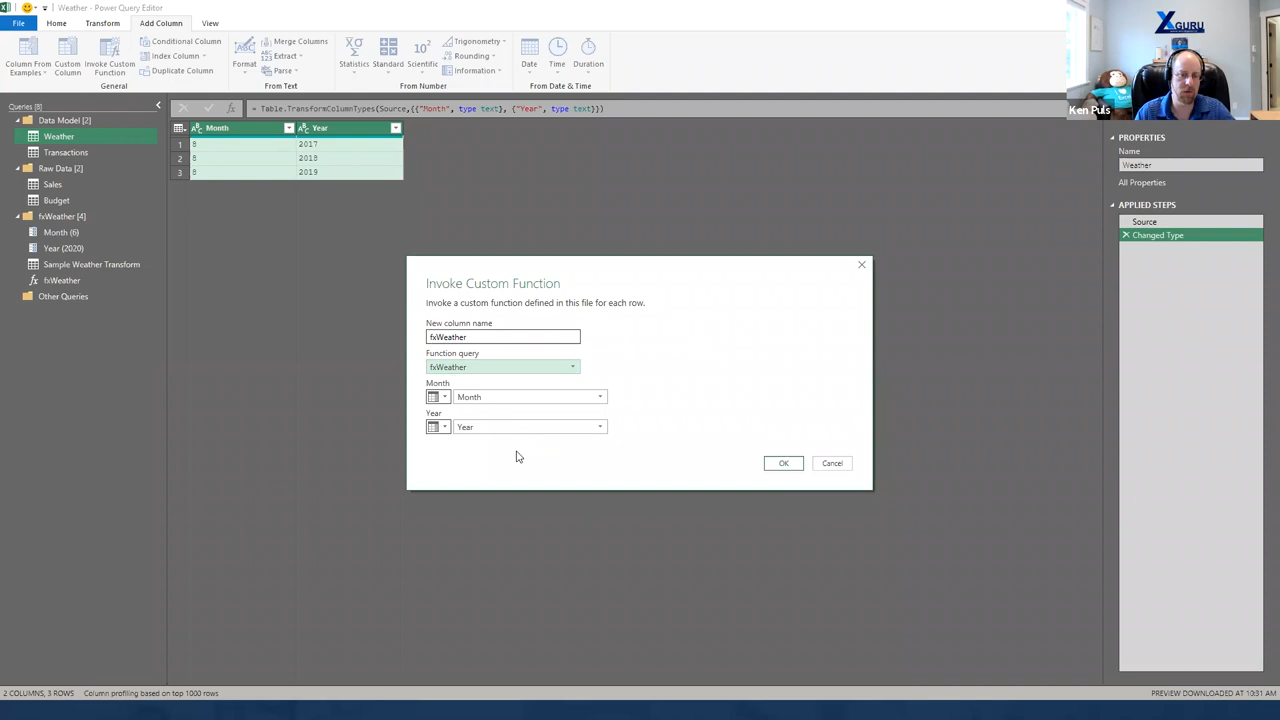 Weather - Power Query Editor
File
Home
Transform
Add Column
View
Column From Examples
Custom Column
Invoke Custom Function
Conditional Column
Index Column
Duplicate Column
General
Format
Merge Columns
Extract
Parse
From Text
Statistics
Standard
Scientific
Trigonometry
Rounding
Information
From Number
Date
Time
Duration
From Date & Time
XGURU
Ken Puls
Queries [8]
= Table.TransformColumnTypes(Source,{{"Month", type text}, {"Year", type text}})
Data Model [2]
Weather
Transactions
Raw Data [2]
Sales
Budget
fxWeather [4]
Month (6)
Year (2020)
Sample Weather Transform
fx fxWeather
Other Queries
Month Year
1 8 2017
2 8 2018
3 8 2019
Invoke Custom Function
Invoke a custom function defined in this file for each row.
New column name
fxWeather
Function query
fxWeather
Month
Month
Year
Year
OK
Cancel
PROPERTIES
Name
Weather
All Properties
APPLIED STEPS
Source
Changed Type
2 COLUMNS, 3 ROWS
Column profiling based on top 1000 rows
PREVIEW DOWNLOADED AT 10:31 AM